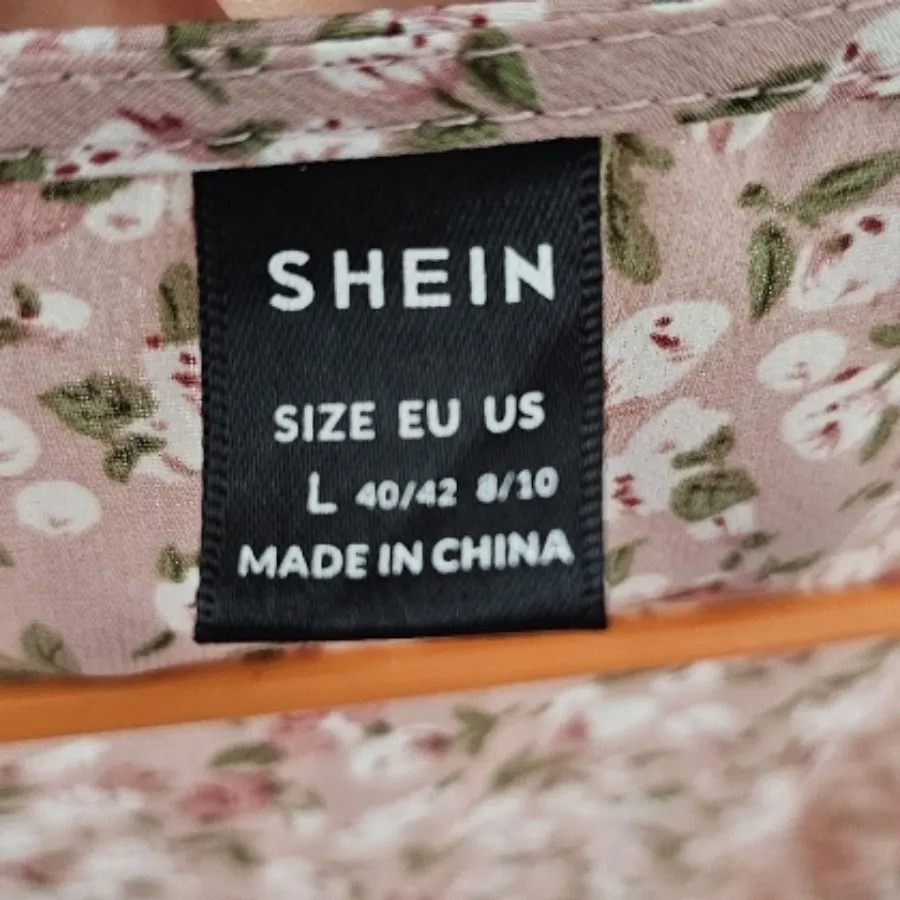 SHEIN
SIZE EU US
L 40/42 8/10
MADE IN CHINA